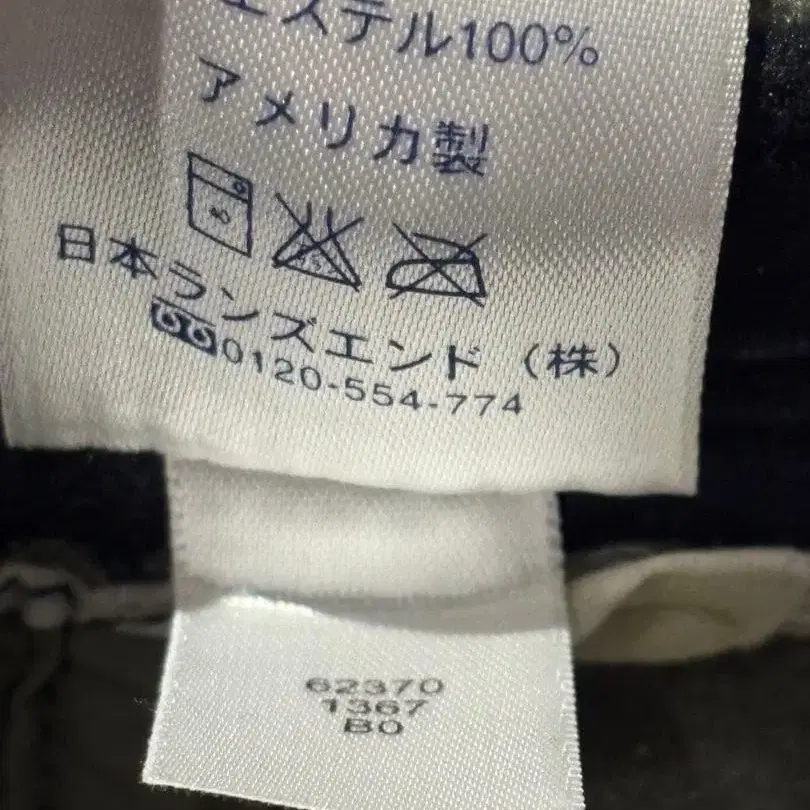 エステル100%
アメリカ製
40
日本ランズエンド（株）
0120-554-774
62370
1367
B0